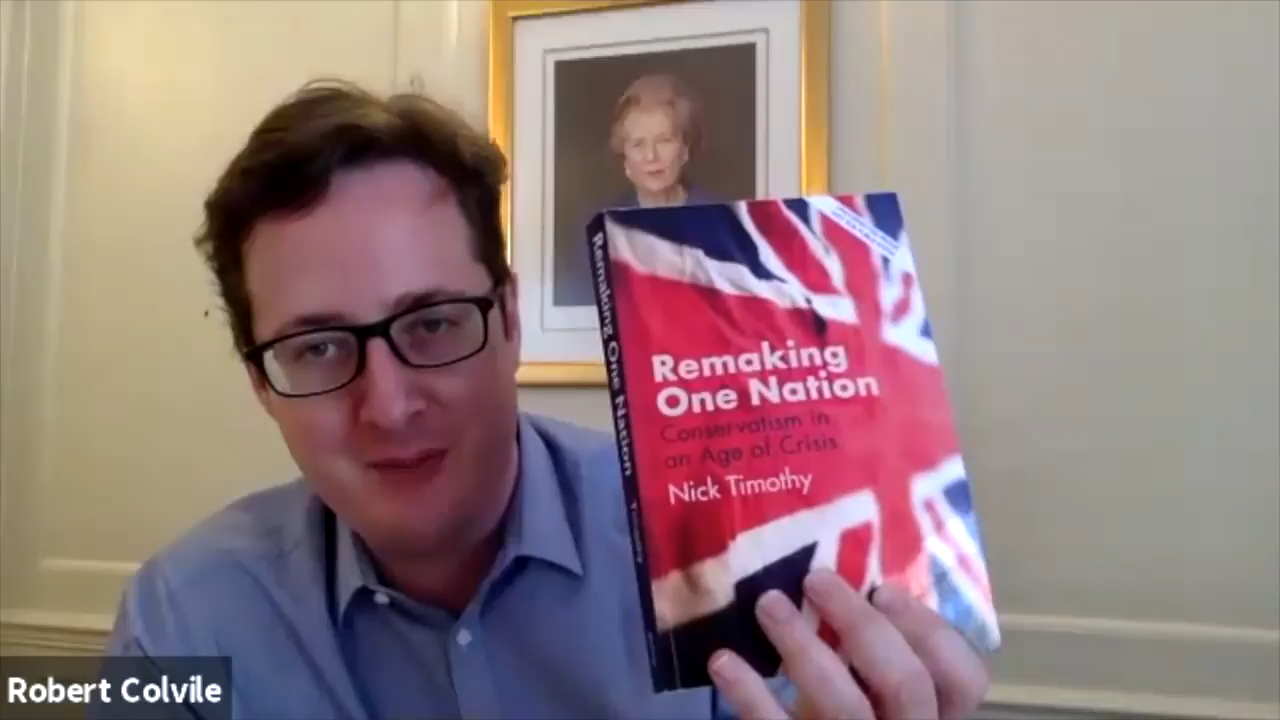 Remaking
One Nation
Conservatism in
an Age of Crisis
Nick Timothy
Remaking One Nation Timothy
Robert Colvile